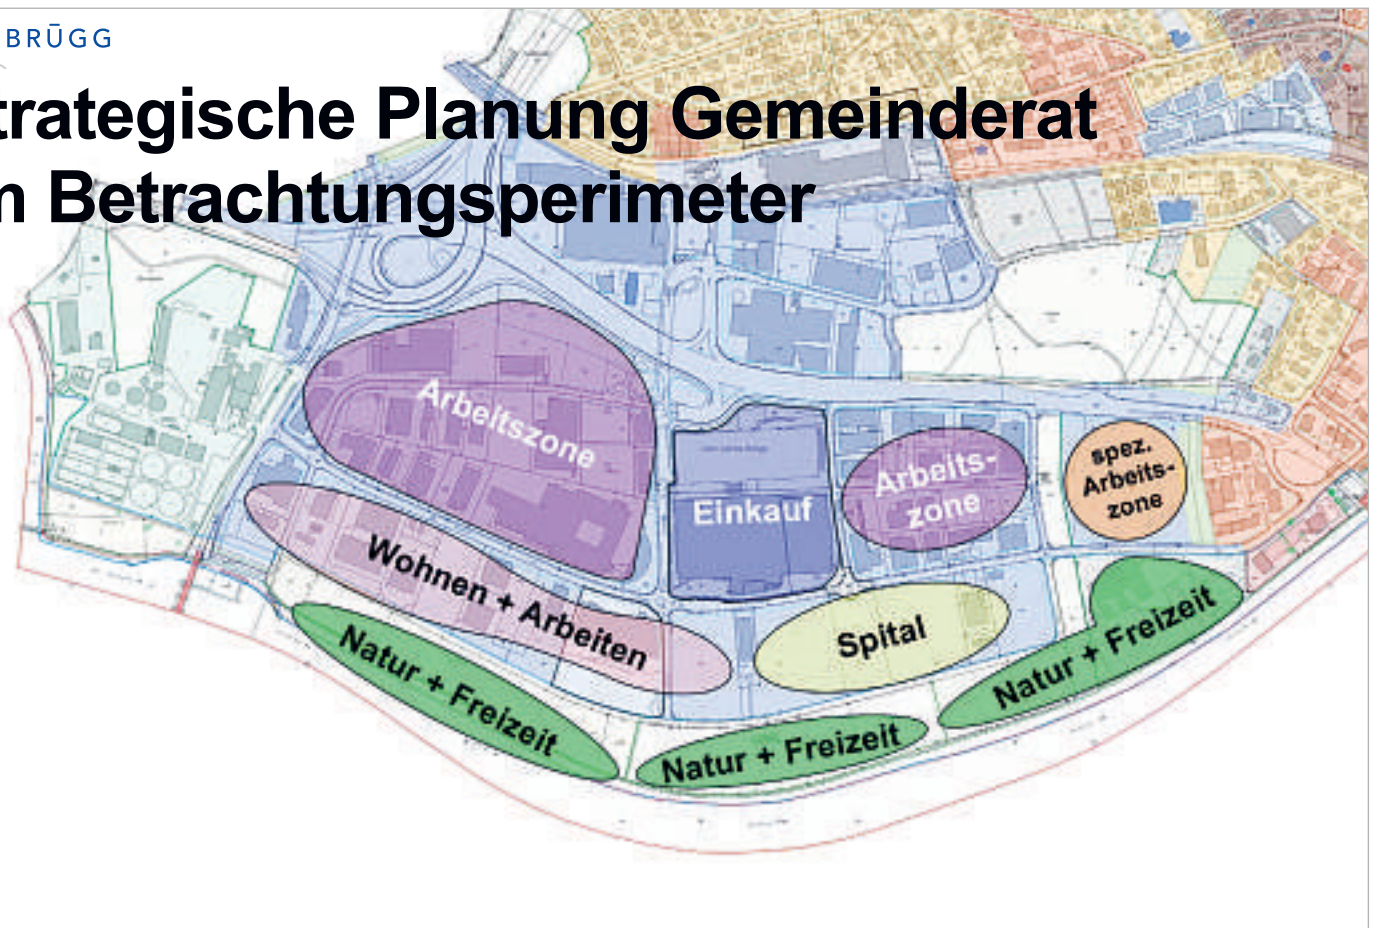 BRÜGG
trategische Planung Gemeinderat
Betrachtungsperimeter
Arbeitszone
Einkauf
Arbeits-
zone
spez.
Arbeits-
zone
Wohnen + Arbeiten
Spital
Natur + Freizeit
Natur + Freizeit
Natur + Freizeit